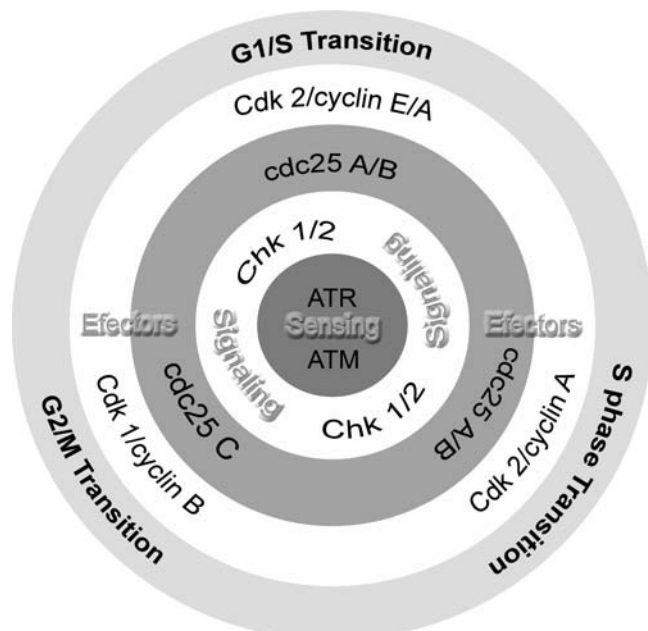 G1/S Transition
Cdk 2/cyclin E/A
cdc25 A/B
Chk 1/2
Signaling
ATR
Efectors
Sensing
Efectors
ATM
Signaling
Chk 1/2
cdc25 C
cdc25 A/B
Cdk 1/cyclin B
Cdk 2/cyclin A
G2/M Transition
S phase Transition